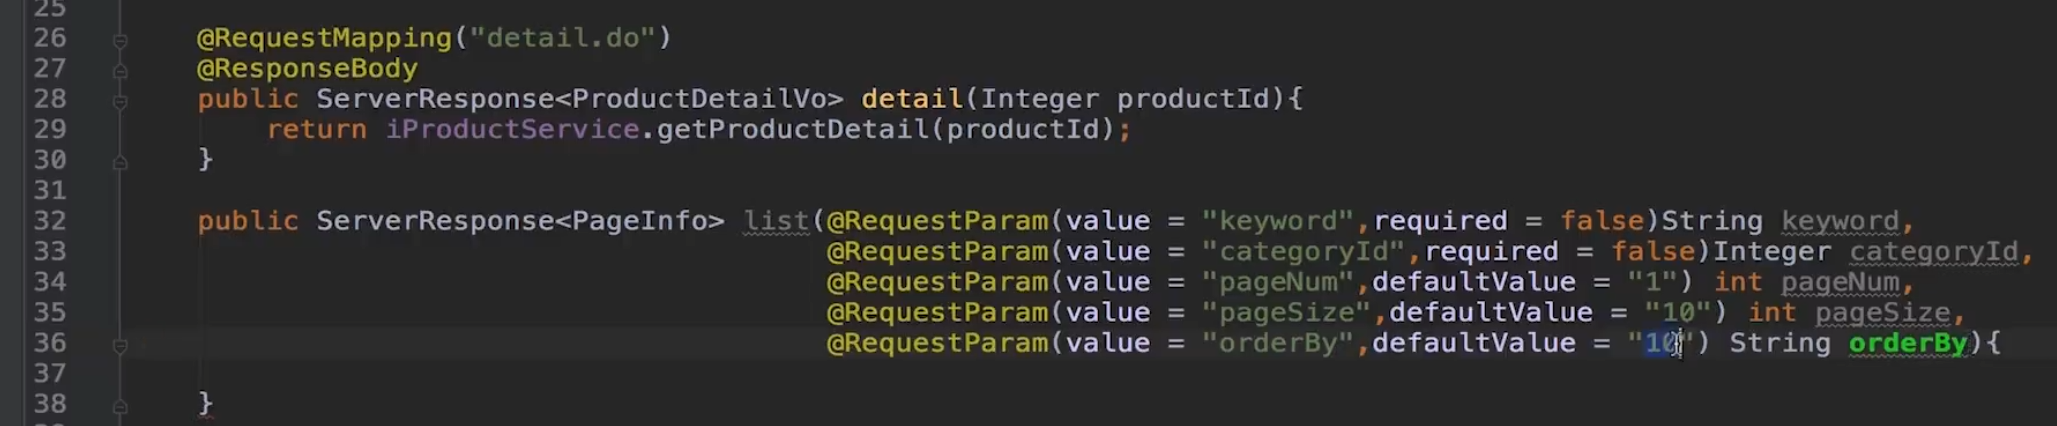 25
26 @RequestMapping("detail.do")
27 @ResponseBody
28 public ServerResponse<ProductDetailVo> detail(Integer productId){
29 return iProductService.getProductDetail(productId);
30 }
31
32 public ServerResponse<PageInfo> list(@RequestParam(value = "keyword",required = false)String keyword,
33 @RequestParam(value = "categoryId",required = false)Integer categoryId,
34 @RequestParam(value = "pageNum",defaultValue = "1") int pageNum,
35 @RequestParam(value = "pageSize",defaultValue = "10") int pageSize,
36 @RequestParam(value = "orderBy",defaultValue = "10") String orderBy){
37
38 }